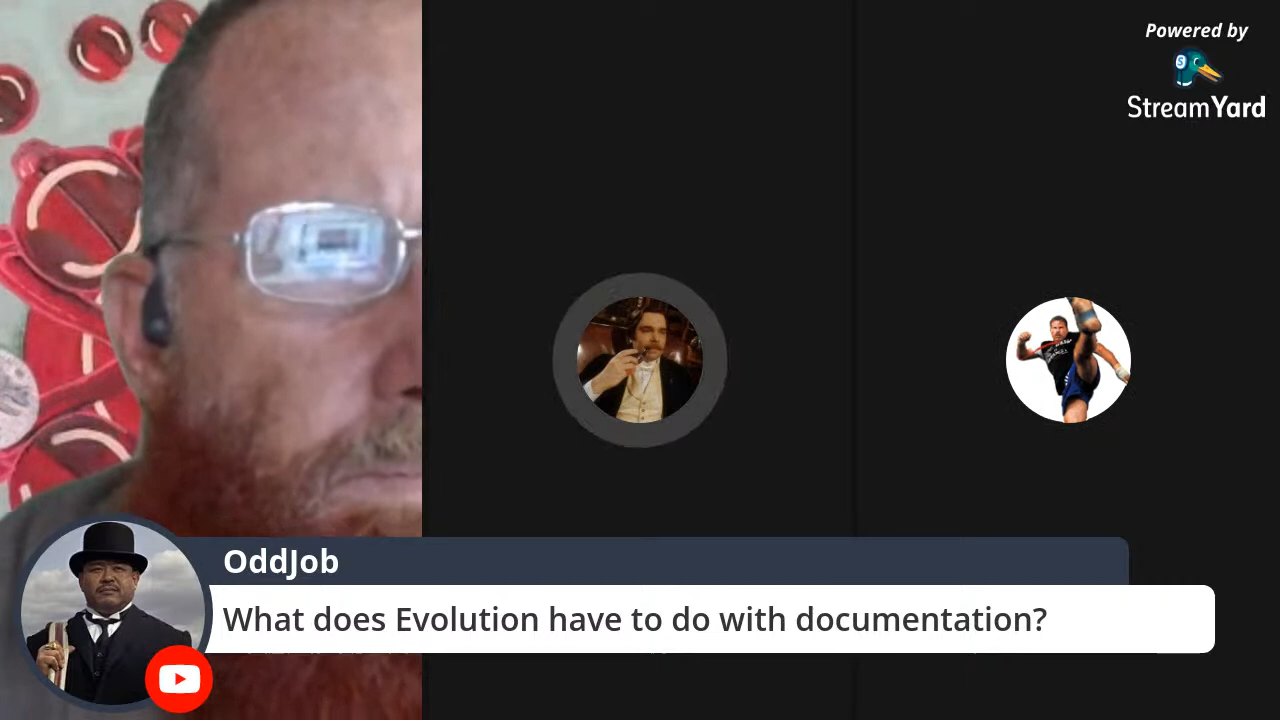 Powered by
StreamYard
OddJob
What does Evolution have to do with documentation?